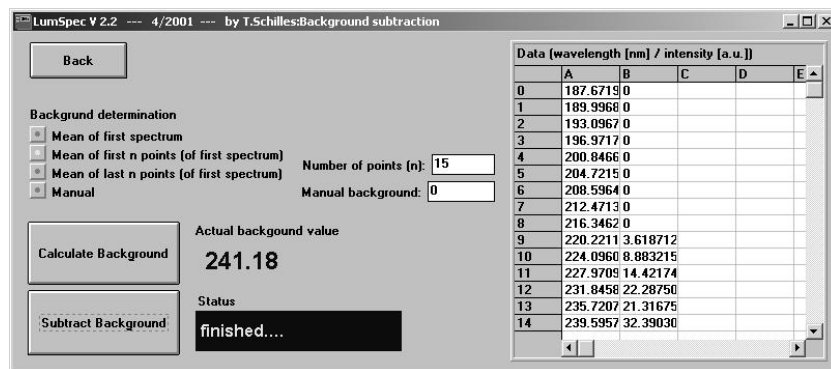 LumSpec V 2.2 --- 4/2001 --- by T.Schilles:Background subtraction
Back
Backgrund determination
Mean of first spectrum
Mean of first n points (of first spectrum)
Mean of last n points (of first spectrum)
Manual
Number of points (n): 15
Manual background: 0
Calculate Background
Actual backgound value
241.18
Subtract Background
Status
finished....
Data (wavelength [nm] / intensity [a.u.])
A B C D E
0 187.6719 0
1 189.9968 0
2 193.0967 0
3 196.9717 0
4 200.8466 0
5 204.7215 0
6 208.5964 0
7 212.4713 0
8 216.3462 0
9 220.2211 3.618712
10 224.0960 8.883215
11 227.9709 14.42174
12 231.8458 22.28750
13 235.7207 21.31675
14 239.5957 32.39030